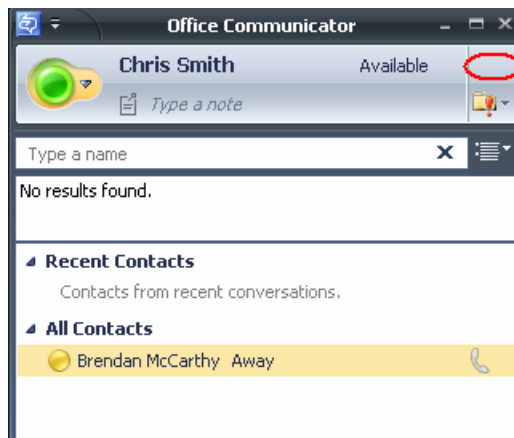 Office Communicator
Chris Smith Available
Type a note
Type a name
No results found.
Recent Contacts
Contacts from recent conversations.
All Contacts
Brendan McCarthy Away